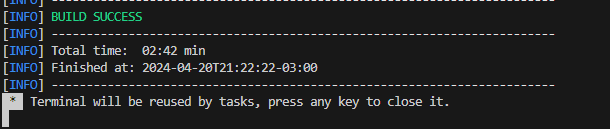 [INFO] ------------------------------------------------------------------------
[INFO] BUILD SUCCESS
[INFO] ------------------------------------------------------------------------
[INFO] Total time:  02:42 min
[INFO] Finished at: 2024-04-20T21:22:22-03:00
[INFO] ------------------------------------------------------------------------
* Terminal will be reused by tasks, press any key to close it.